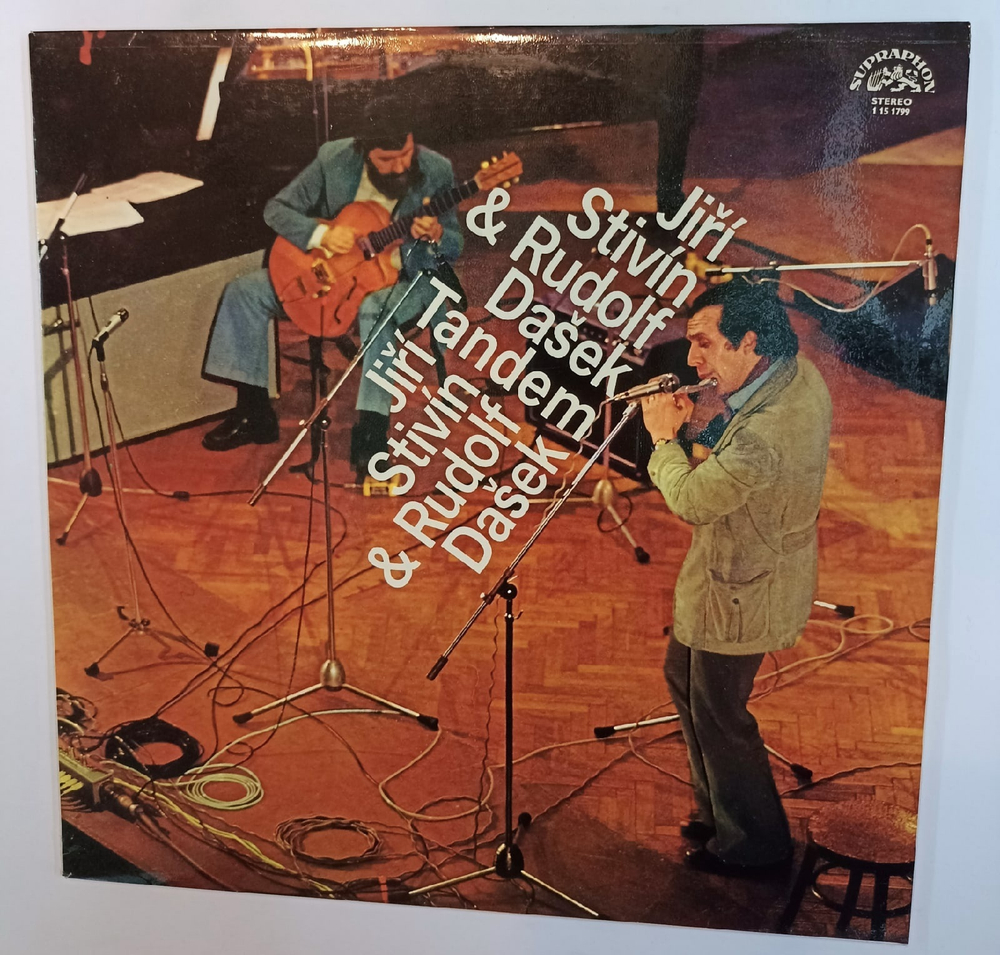 SUPRAPHON
STEREO
1 15 1799
Jiří
Stivín
& Rudolf
Dašek
Tandem
Jiří
Stivín
& Rudolf
Dašek